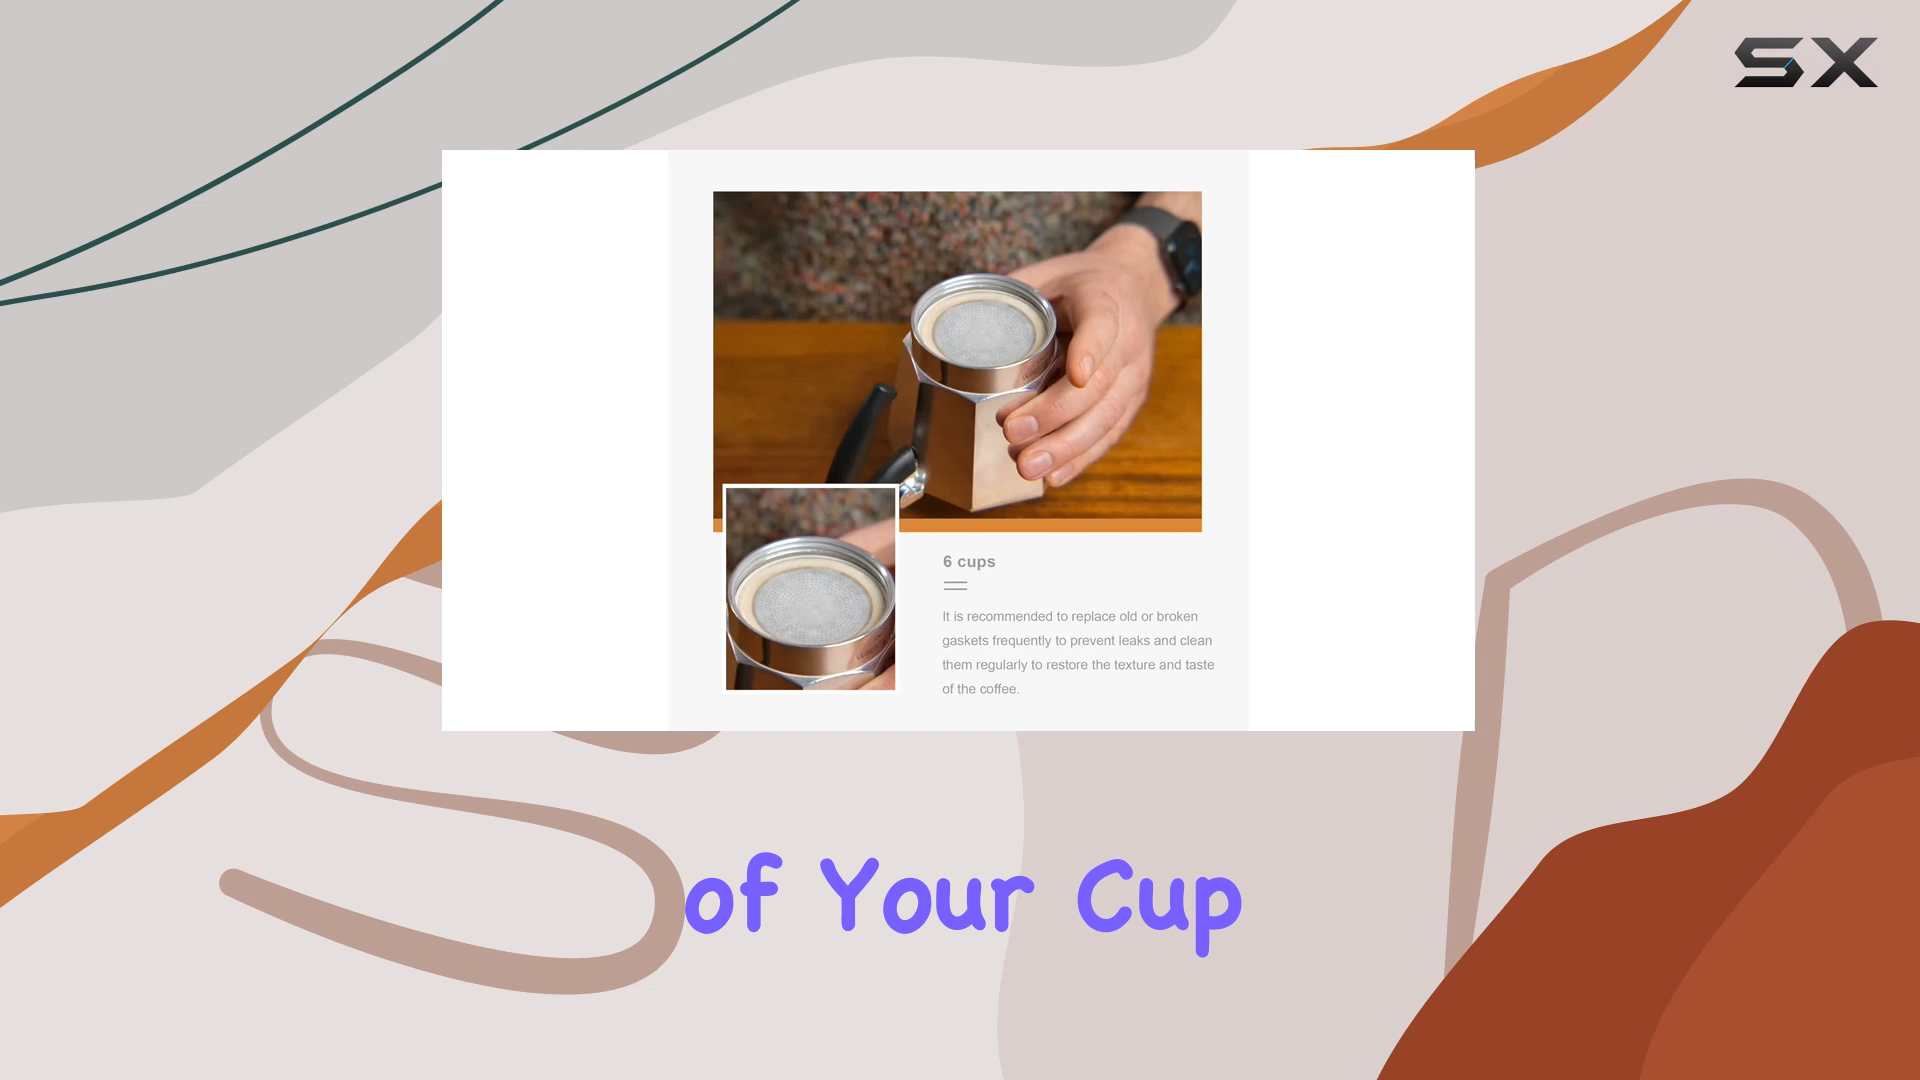 SX
6 cups
It is recommended to replace old or broken
gaskets frequently to prevent leaks and clean
them regularly to restore the texture and taste
of the coffee.
of Your Cup